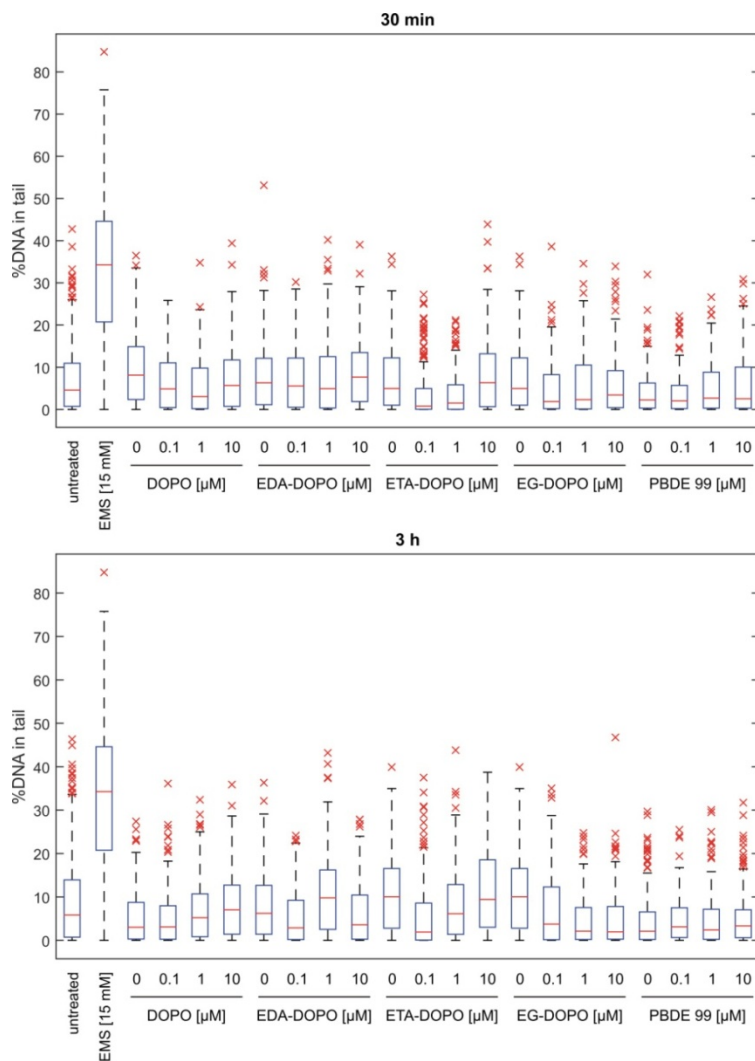 30 min
80
70
60
50
40
30
20
10
0
%DNA in tail
untreated
EMS [15 mM]
0 0.1 1 10 0 0.1 1 10 0 0.1 1 10 0 0.1 1 10 0 0.1 1 10
DOPO [µM] EDA-DOPO [µM] ETA-DOPO [µM] EG-DOPO [µM] PBDE 99 [µM]
3 h
80
70
60
50
40
30
20
10
0
%DNA in tail
untreated
EMS [15 mM]
0 0.1 1 10 0 0.1 1 10 0 0.1 1 10 0 0.1 1 10 0 0.1 1 10
DOPO [µM] EDA-DOPO [µM] ETA-DOPO [µM] EG-DOPO [µM] PBDE 99 [µM]